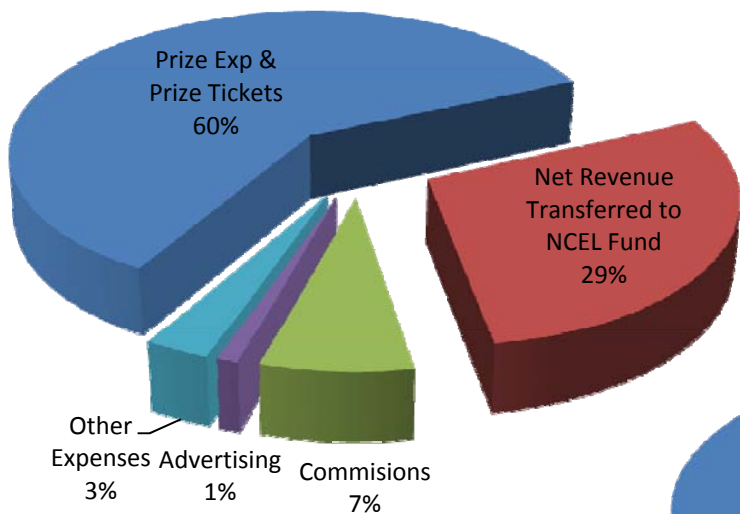 Prize Exp &
Prize Tickets
60%
Net Revenue
Transferred to
NCEL Fund
29%
Other
Expenses
3%
Advertising
1%
Commisions
7%